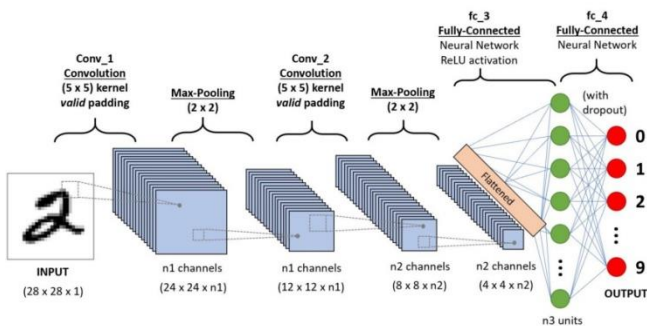 Conv_1
Convolution
(5 x 5) kernel
valid padding
Max-Pooling
(2 x 2)
Conv_2
Convolution
(5 x 5) kernel
valid padding
Max-Pooling
(2 x 2)
fc_3
Fully-Connected
Neural Network
ReLU activation
fc_4
Fully-Connected
Neural Network
(with
dropout)
2
INPUT
(28 x 28 x 1)
n1 channels
(24 x 24 x n1)
n1 channels
(12 x 12 x n1)
n2 channels
(8 x 8 x n2)
n2 channels
(4 x 4 x n2)
Flattened
n3 units
0
1
2
9
OUTPUT